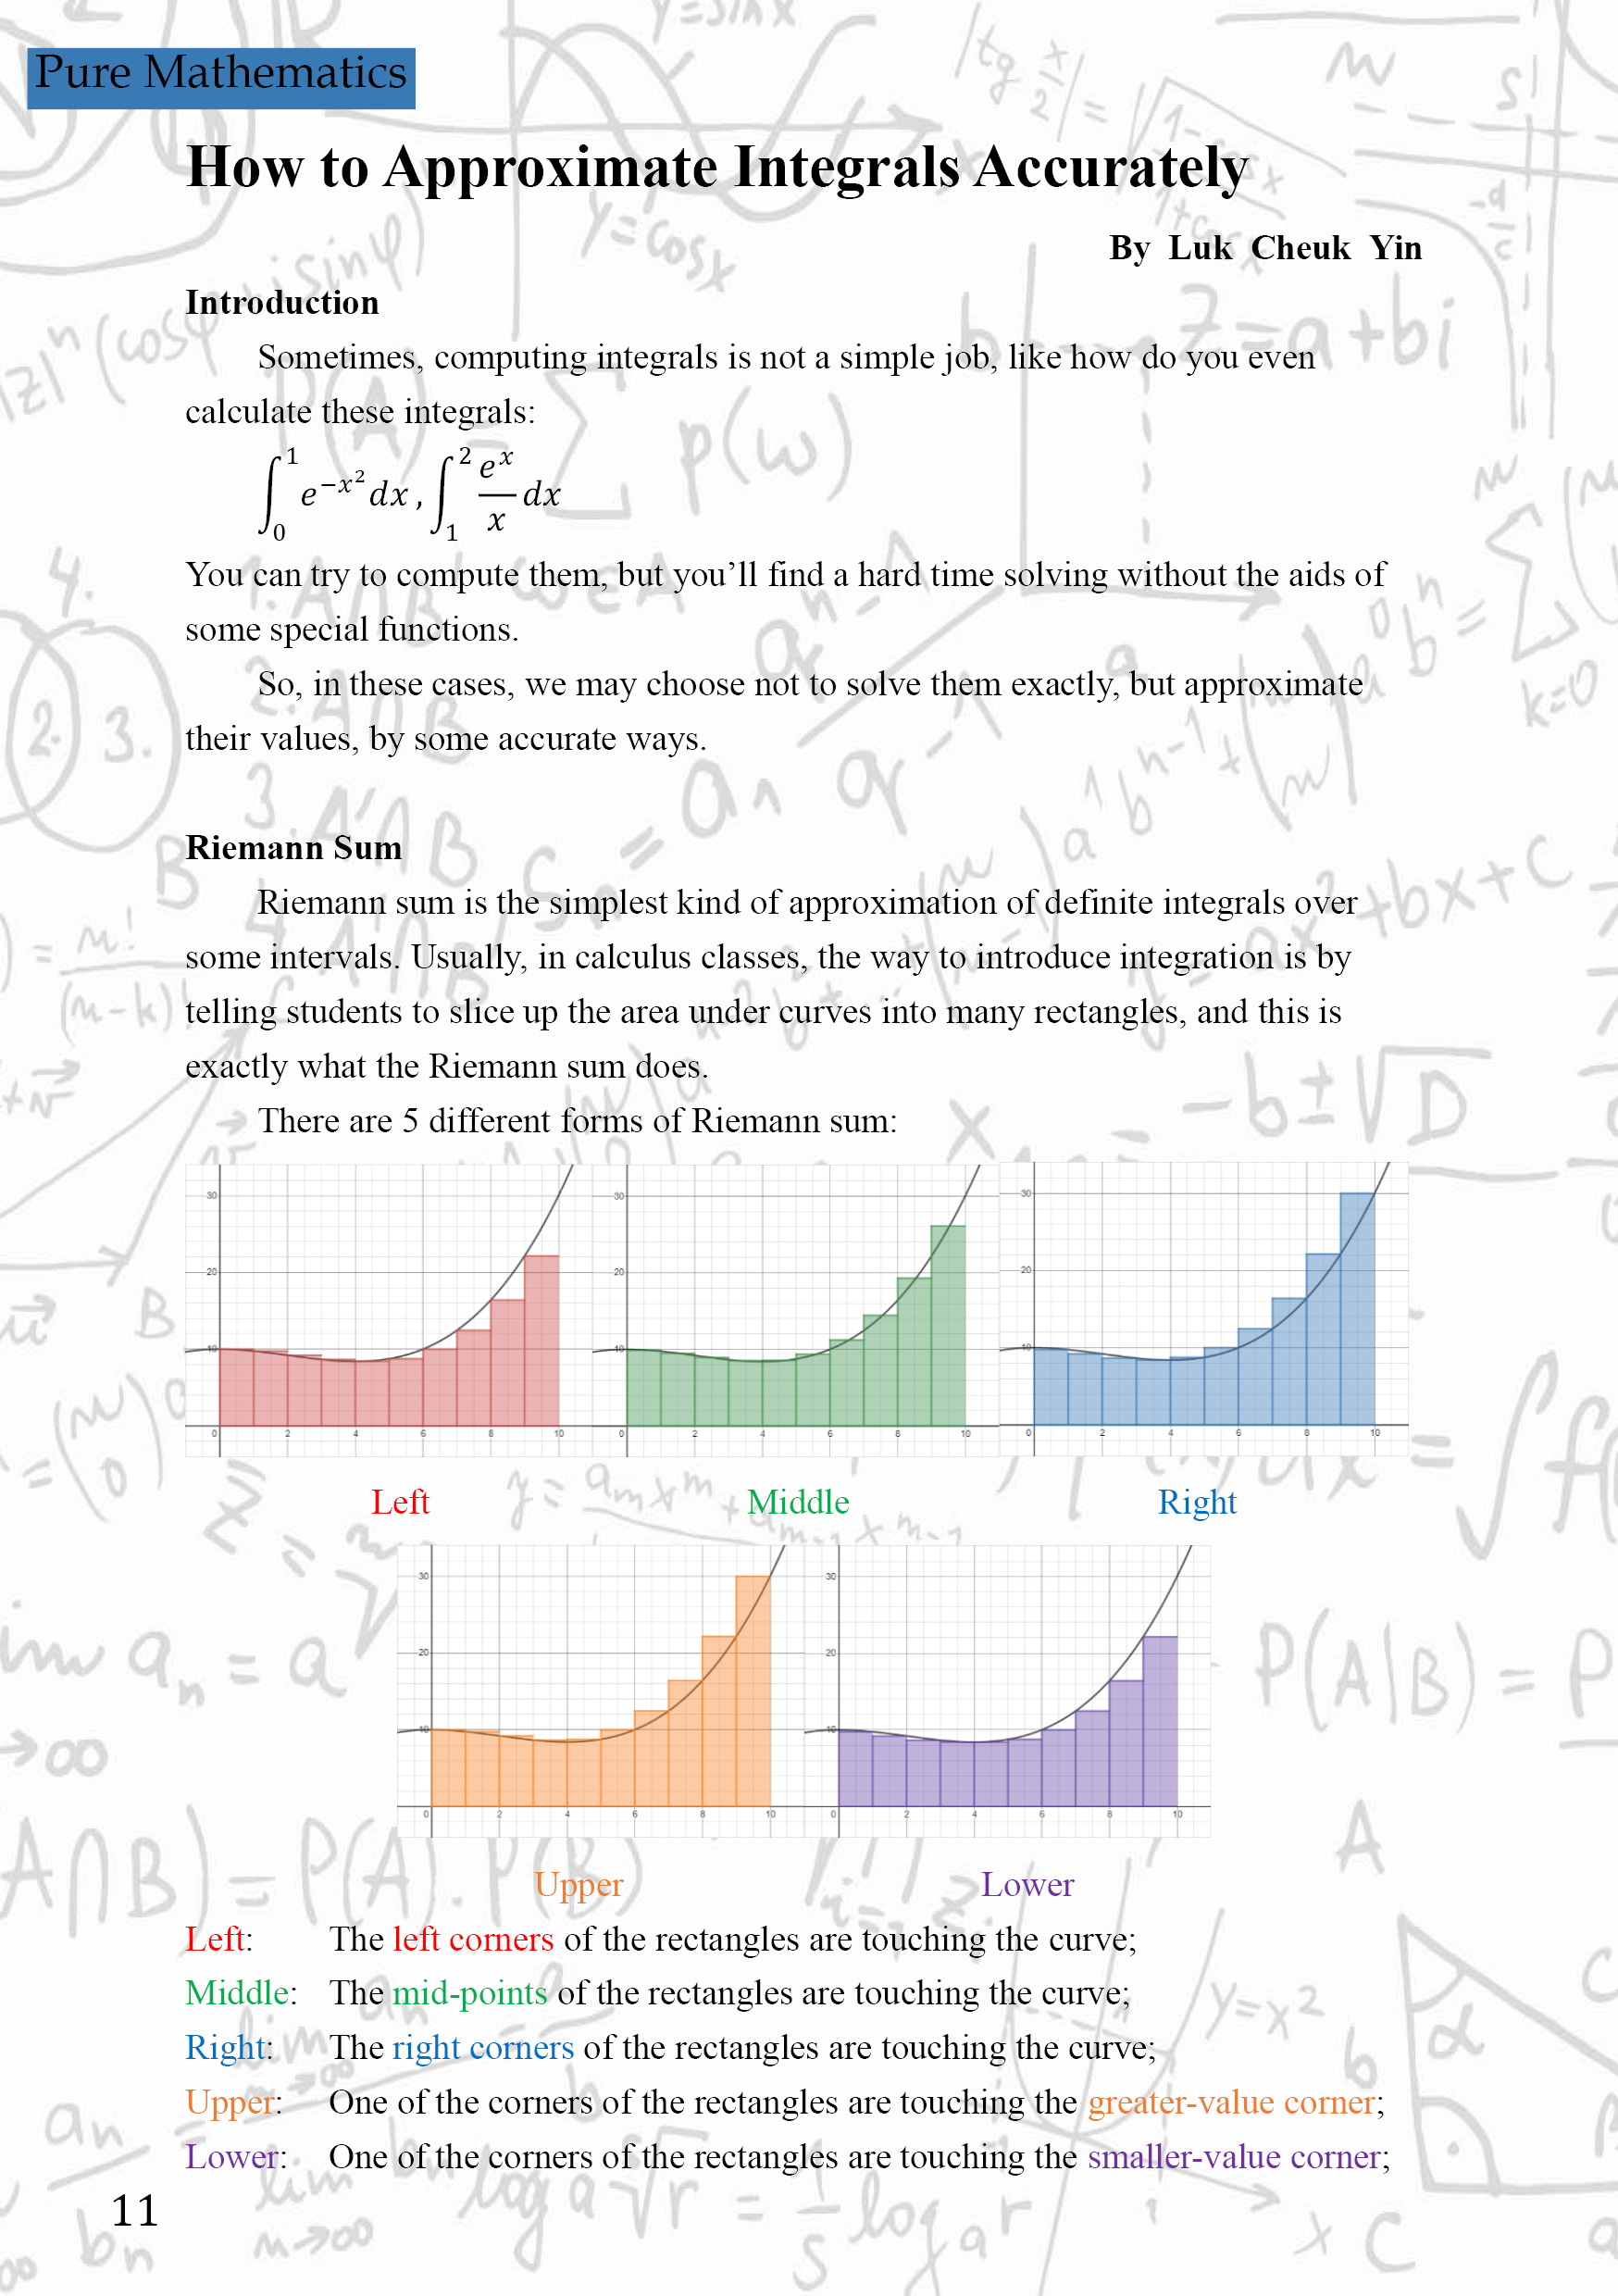 Pure Mathematics
How to Approximate Integrals Accurately
By Luk Cheuk Yin
Introduction
Sometimes, computing integrals is not a simple job, like how do you even
calculate these integrals:
∫₀¹ e^{-x²} dx , ∫₁² e^x/x dx
You can try to compute them, but you’ll find a hard time solving without the aids of
some special functions.
So, in these cases, we may choose not to solve them exactly, but approximate
their values, by some accurate ways.
Riemann Sum
Riemann sum is the simplest kind of approximation of definite integrals over
some intervals. Usually, in calculus classes, the way to introduce integration is by
telling students to slice up the area under curves into many rectangles, and this is
exactly what the Riemann sum does.
There are 5 different forms of Riemann sum:
30 30 30
20 20 20
10 10 10
0 2 4 6 8 10 0 2 4 6 8 10 0 2 4 6 8 10
Left Middle Right
30 30
20 20
10 10
0 2 4 6 8 10 0 2 4 6 8 10
Upper Lower
Left: The left corners of the rectangles are touching the curve;
Middle: The mid-points of the rectangles are touching the curve;
Right: The right corners of the rectangles are touching the curve;
Upper: One of the corners of the rectangles are touching the greater-value corner;
Lower: One of the corners of the rectangles are touching the smaller-value corner;
11